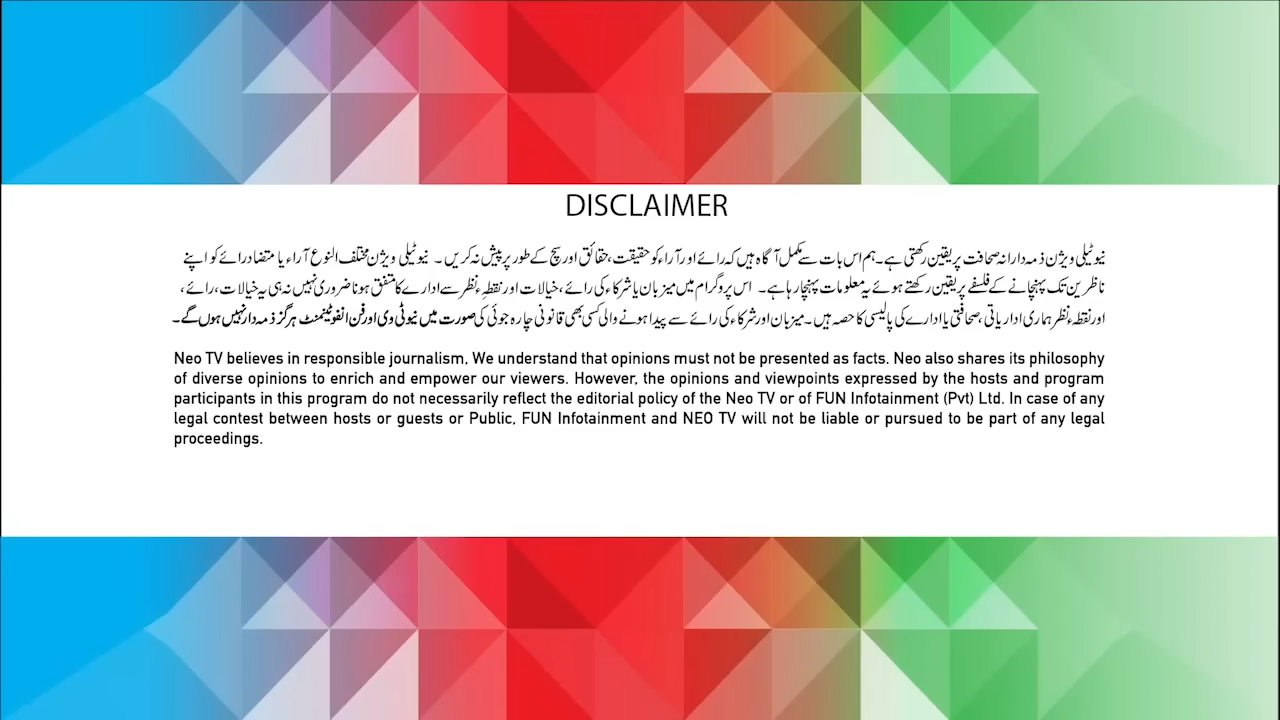 DISCLAIMER
نیو ٹیلی ویژن ذمہ دارانہ صحافت پر یقین رکھتی ہے۔ ہم اس بات سے مکمل آگاہ ہیں کہ رائے اور آراء کو حقیقت، حقائق اور سچ کے طور پر پیش نہ کریں ۔ نیو ٹیلی ویژن مختلف النوع آراء یا متضاد رائے کو اپنے
ناظرین تک پہنچانے کے فلسفے پر یقین رکھتے ہوئے یہ معلومات پہنچا رہا ہے۔ اس پروگرام میں میزبان یا شرکاء کی رائے، خیالات اور نقطۂ نظر سے ادارے کا متفق ہونا ضروری نہیں نہ ہی یہ خیالات، رائے،
اور نقطۂ نظر ہماری ادارتی، صحافتی یا ادارے کی پالیسی کا حصہ ہیں۔ میزبان اور شرکاء کی رائے سے پیدا ہونے والی کسی بھی قانونی چارہ جوئی کی صورت میں نیو ٹی وی اور فن انفوٹینمنٹ ہرگز ذمہ دار نہیں ہوں گے۔
Neo TV believes in responsible journalism, We understand that opinions must not be presented as facts. Neo also shares its philosophy
of diverse opinions to enrich and empower our viewers. However, the opinions and viewpoints expressed by the hosts and program
participants in this program do not necessarily reflect the editorial policy of the Neo TV or of FUN Infotainment (Pvt) Ltd. In case of any
legal contest between hosts or guests or Public, FUN Infotainment and NEO TV will not be liable or pursued to be part of any legal
proceedings.